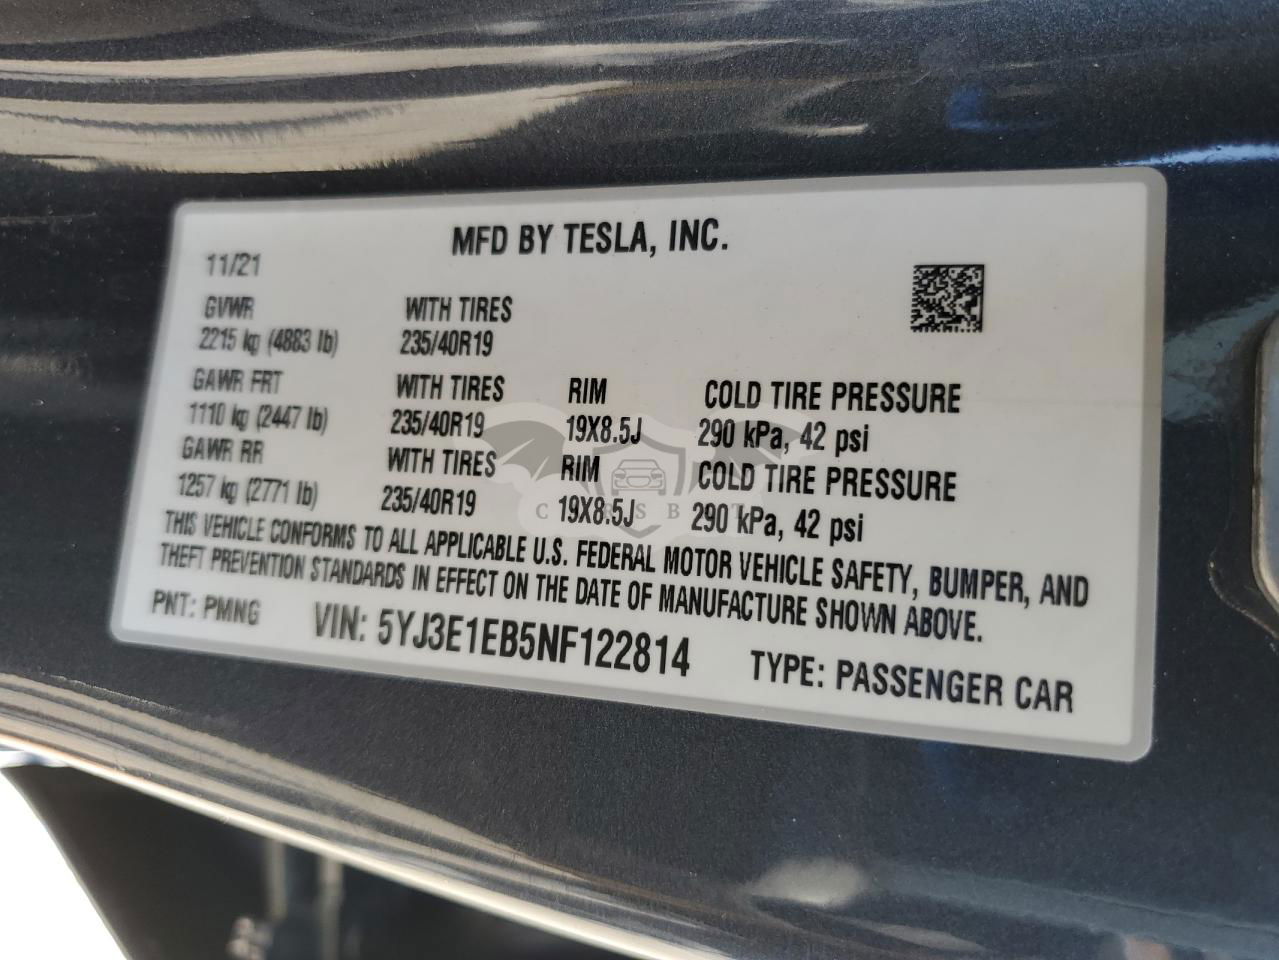 MFD BY TESLA, INC.
11/21
GVWR WITH TIRES
2215 kg (4883 lb) 235/40R19
GAWR FRT WITH TIRES RIM COLD TIRE PRESSURE
1110 kg (2447 lb) 235/40R19 19X8.5J 290 kPa, 42 psi
GAWR RR WITH TIRES RIM COLD TIRE PRESSURE
1257 kg (2771 lb) 235/40R19 19X8.5J 290 kPa, 42 psi
THIS VEHICLE CONFORMS TO ALL APPLICABLE U.S. FEDERAL MOTOR VEHICLE SAFETY, BUMPER, AND
THEFT PREVENTION STANDARDS IN EFFECT ON THE DATE OF MANUFACTURE SHOWN ABOVE.
PNT: PMNG VIN: 5YJ3E1EB5NF122814 TYPE: PASSENGER CAR